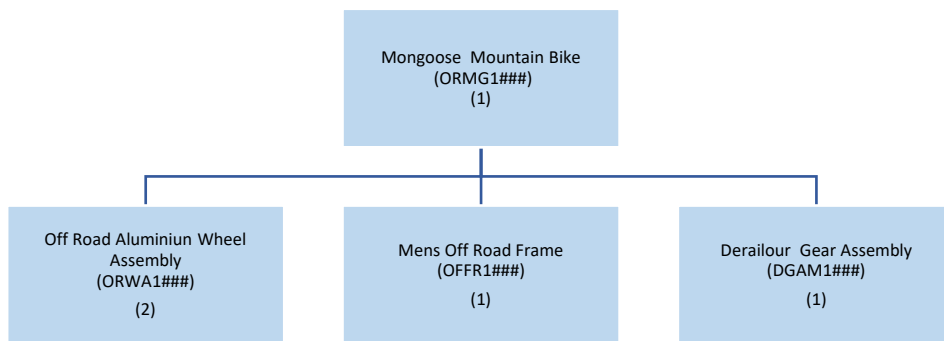 Mongoose  Mountain Bike
(ORMG1###)
(1)
Off Road Aluminiun Wheel
Assembly
(ORWA1###)
(2)
Mens Off Road Frame
(OFFR1###)
(1)
Derailour  Gear Assembly
(DGAM1###)
(1)